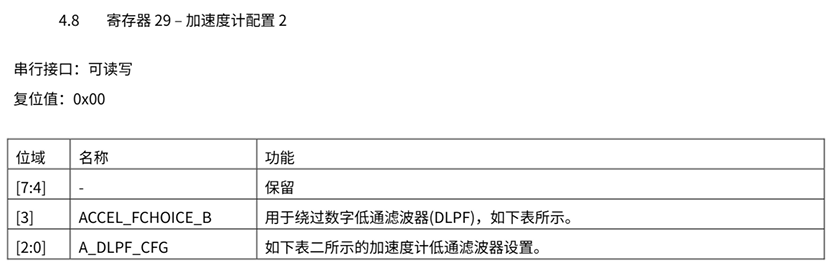 4.8 寄存器 29 – 加速度计配置 2
串行接口：可读写
复位值：0x00
位域 名称 功能
[7:4] - 保留
[3] ACCEL_FCHOICE_B 用于绕过数字低通滤波器(DLPF)，如下表所示。
[2:0] A_DLPF_CFG 如下表二所示的加速度计低通滤波器设置。